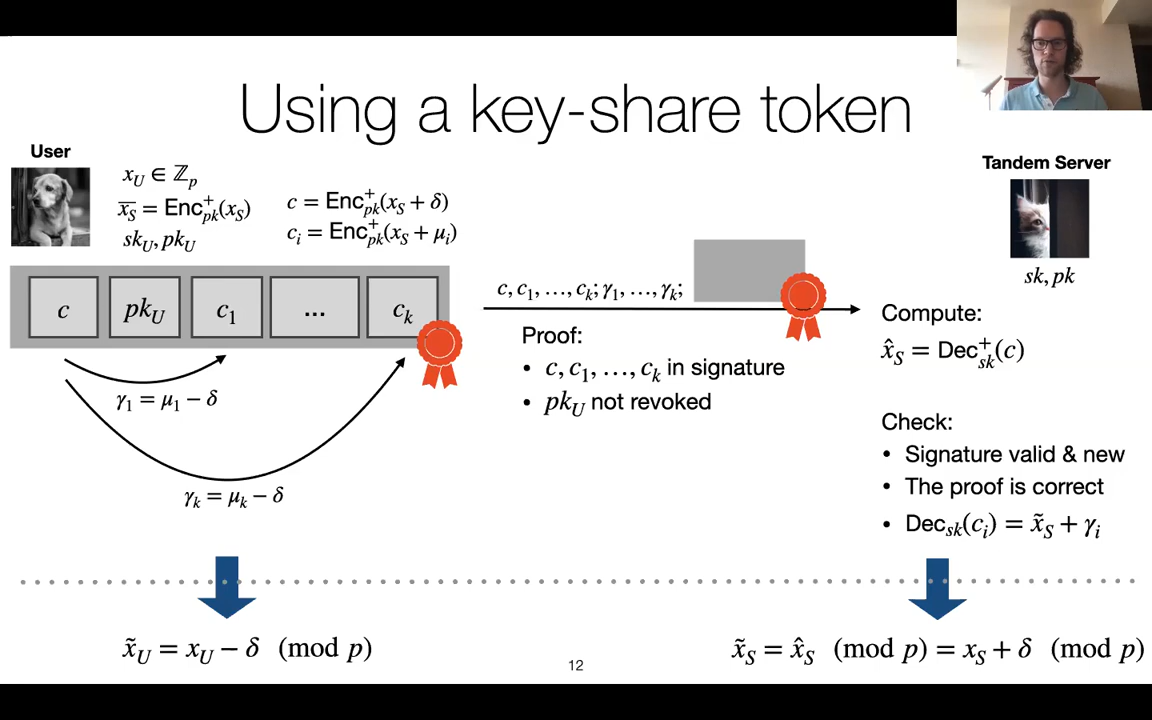 Using a key-share token
User
x_U ∈ ℤ_p
x̄_S = Enc⁺_pk(x_S)
sk_U, pk_U
c = Enc⁺_pk(x_S + δ)
c_i = Enc⁺_pk(x_S + μ_i)
c pk_U c_1 ... c_k
γ_1 = μ_1 − δ
γ_k = μ_k − δ
c, c_1, …, c_k; γ_1, …, γ_k;
Proof:
• c, c_1, …, c_k in signature
• pk_U not revoked
Tandem Server
sk, pk
Compute:
x̂_S = Dec⁺_sk(c)
Check:
• Signature valid & new
• The proof is correct
• Dec_sk(c_i) = x̃_S + γ_i
x̃_U = x_U − δ (mod p)
x̃_S = x̂_S (mod p) = x_S + δ (mod p)
12